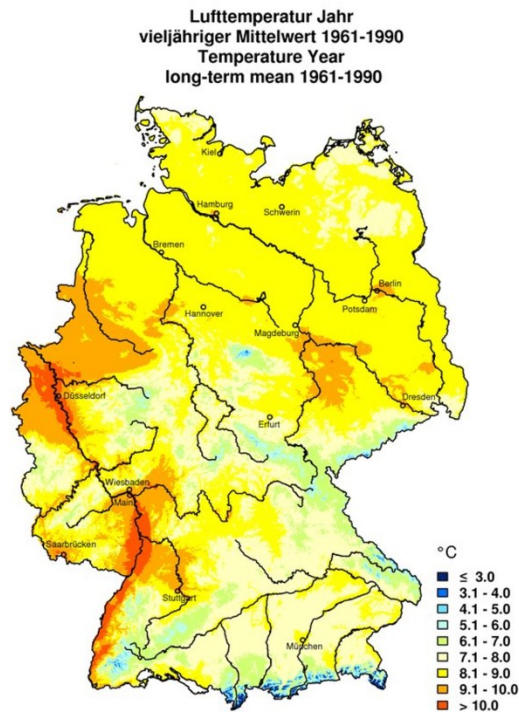 Lufttemperatur Jahr
vieljähriger Mittelwert 1961-1990
Temperature Year
long-term mean 1961-1990
Kiel
Hamburg
Schwerin
Bremen
Berlin
Hannover
Potsdam
Magdeburg
Düsseldorf
Dresden
Erfurt
Wiesbaden
Mainz
Saarbrücken
Stuttgart
München
°C
≤ 3.0
3.1 - 4.0
4.1 - 5.0
5.1 - 6.0
6.1 - 7.0
7.1 - 8.0
8.1 - 9.0
9.1 - 10.0
> 10.0